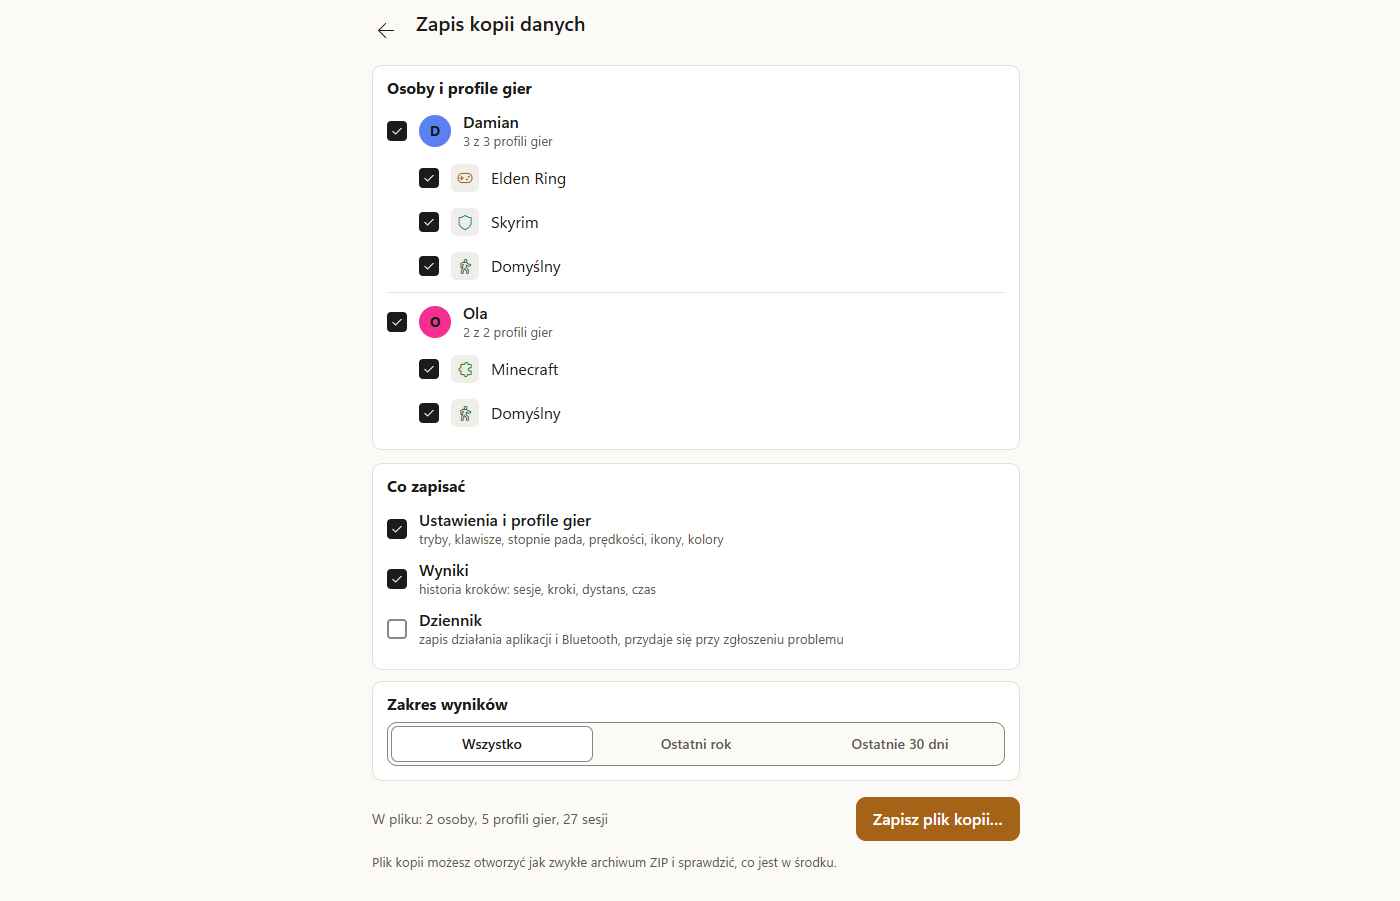 Zapis kopii danych
Osoby i profile gier
D
Damian
3 z 3 profili gier
Elden Ring
Skyrim
Domyślny
O
Ola
2 z 2 profili gier
Minecraft
Domyślny
Co zapisać
Ustawienia i profile gier
tryby, klawisze, stopnie pada, prędkości, ikony, kolory
Wyniki
historia kroków: sesje, kroki, dystans, czas
Dziennik
zapis działania aplikacji i Bluetooth, przydaje się przy zgłoszeniu problemu
Zakres wyników
Wszystko
Ostatni rok
Ostatnie 30 dni
W pliku: 2 osoby, 5 profili gier, 27 sesji
Zapisz plik kopii...
Plik kopii możesz otworzyć jak zwykłe archiwum ZIP i sprawdzić, co jest w środku.